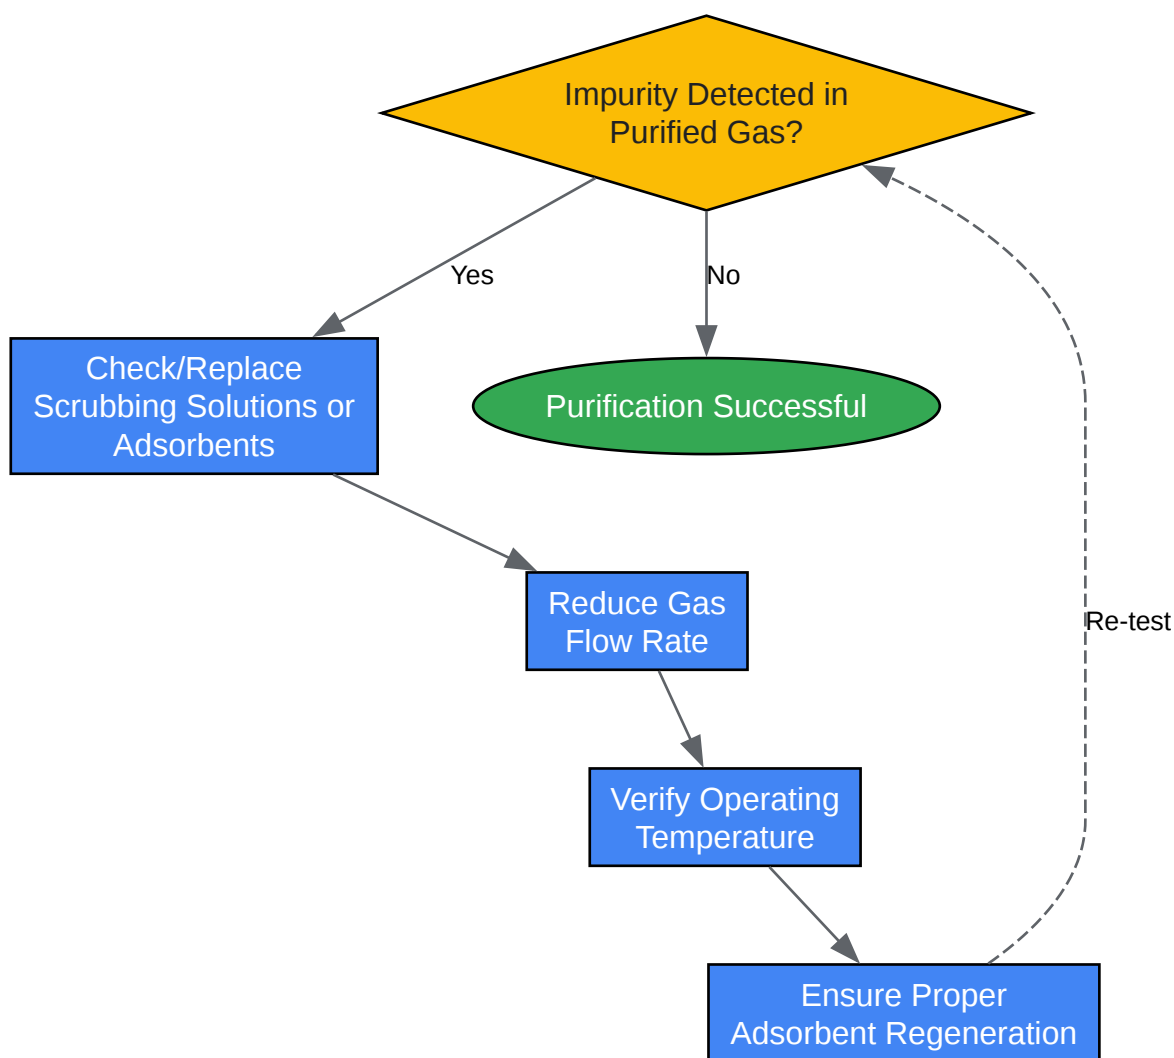 Impurity Detected in
Purified Gas?
Yes
No
Check/Replace
Scrubbing Solutions or
Adsorbents
Purification Successful
Reduce Gas
Flow Rate
Re-test
Verify Operating
Temperature
Ensure Proper
Adsorbent Regeneration